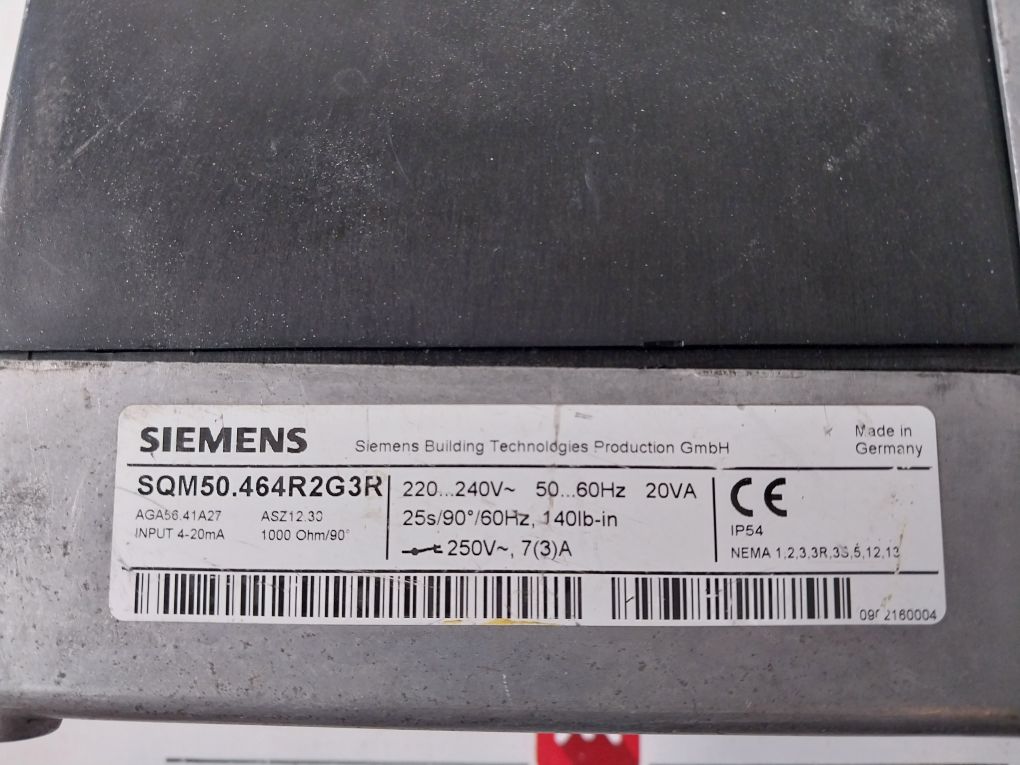 SIEMENS
Siemens Building Technologies Production GmbH
Made in
Germany
SQM50.464R2G3R
AGA56.41A27 ASZ12.30
INPUT 4-20mA 1000 Ohm/90°
220...240V~ 50...60Hz 20VA
25s/90°/60Hz, 140lb-in
250V~, 7(3)A
CE
IP54
NEMA 1,2,3,3R,3S,5,12,13